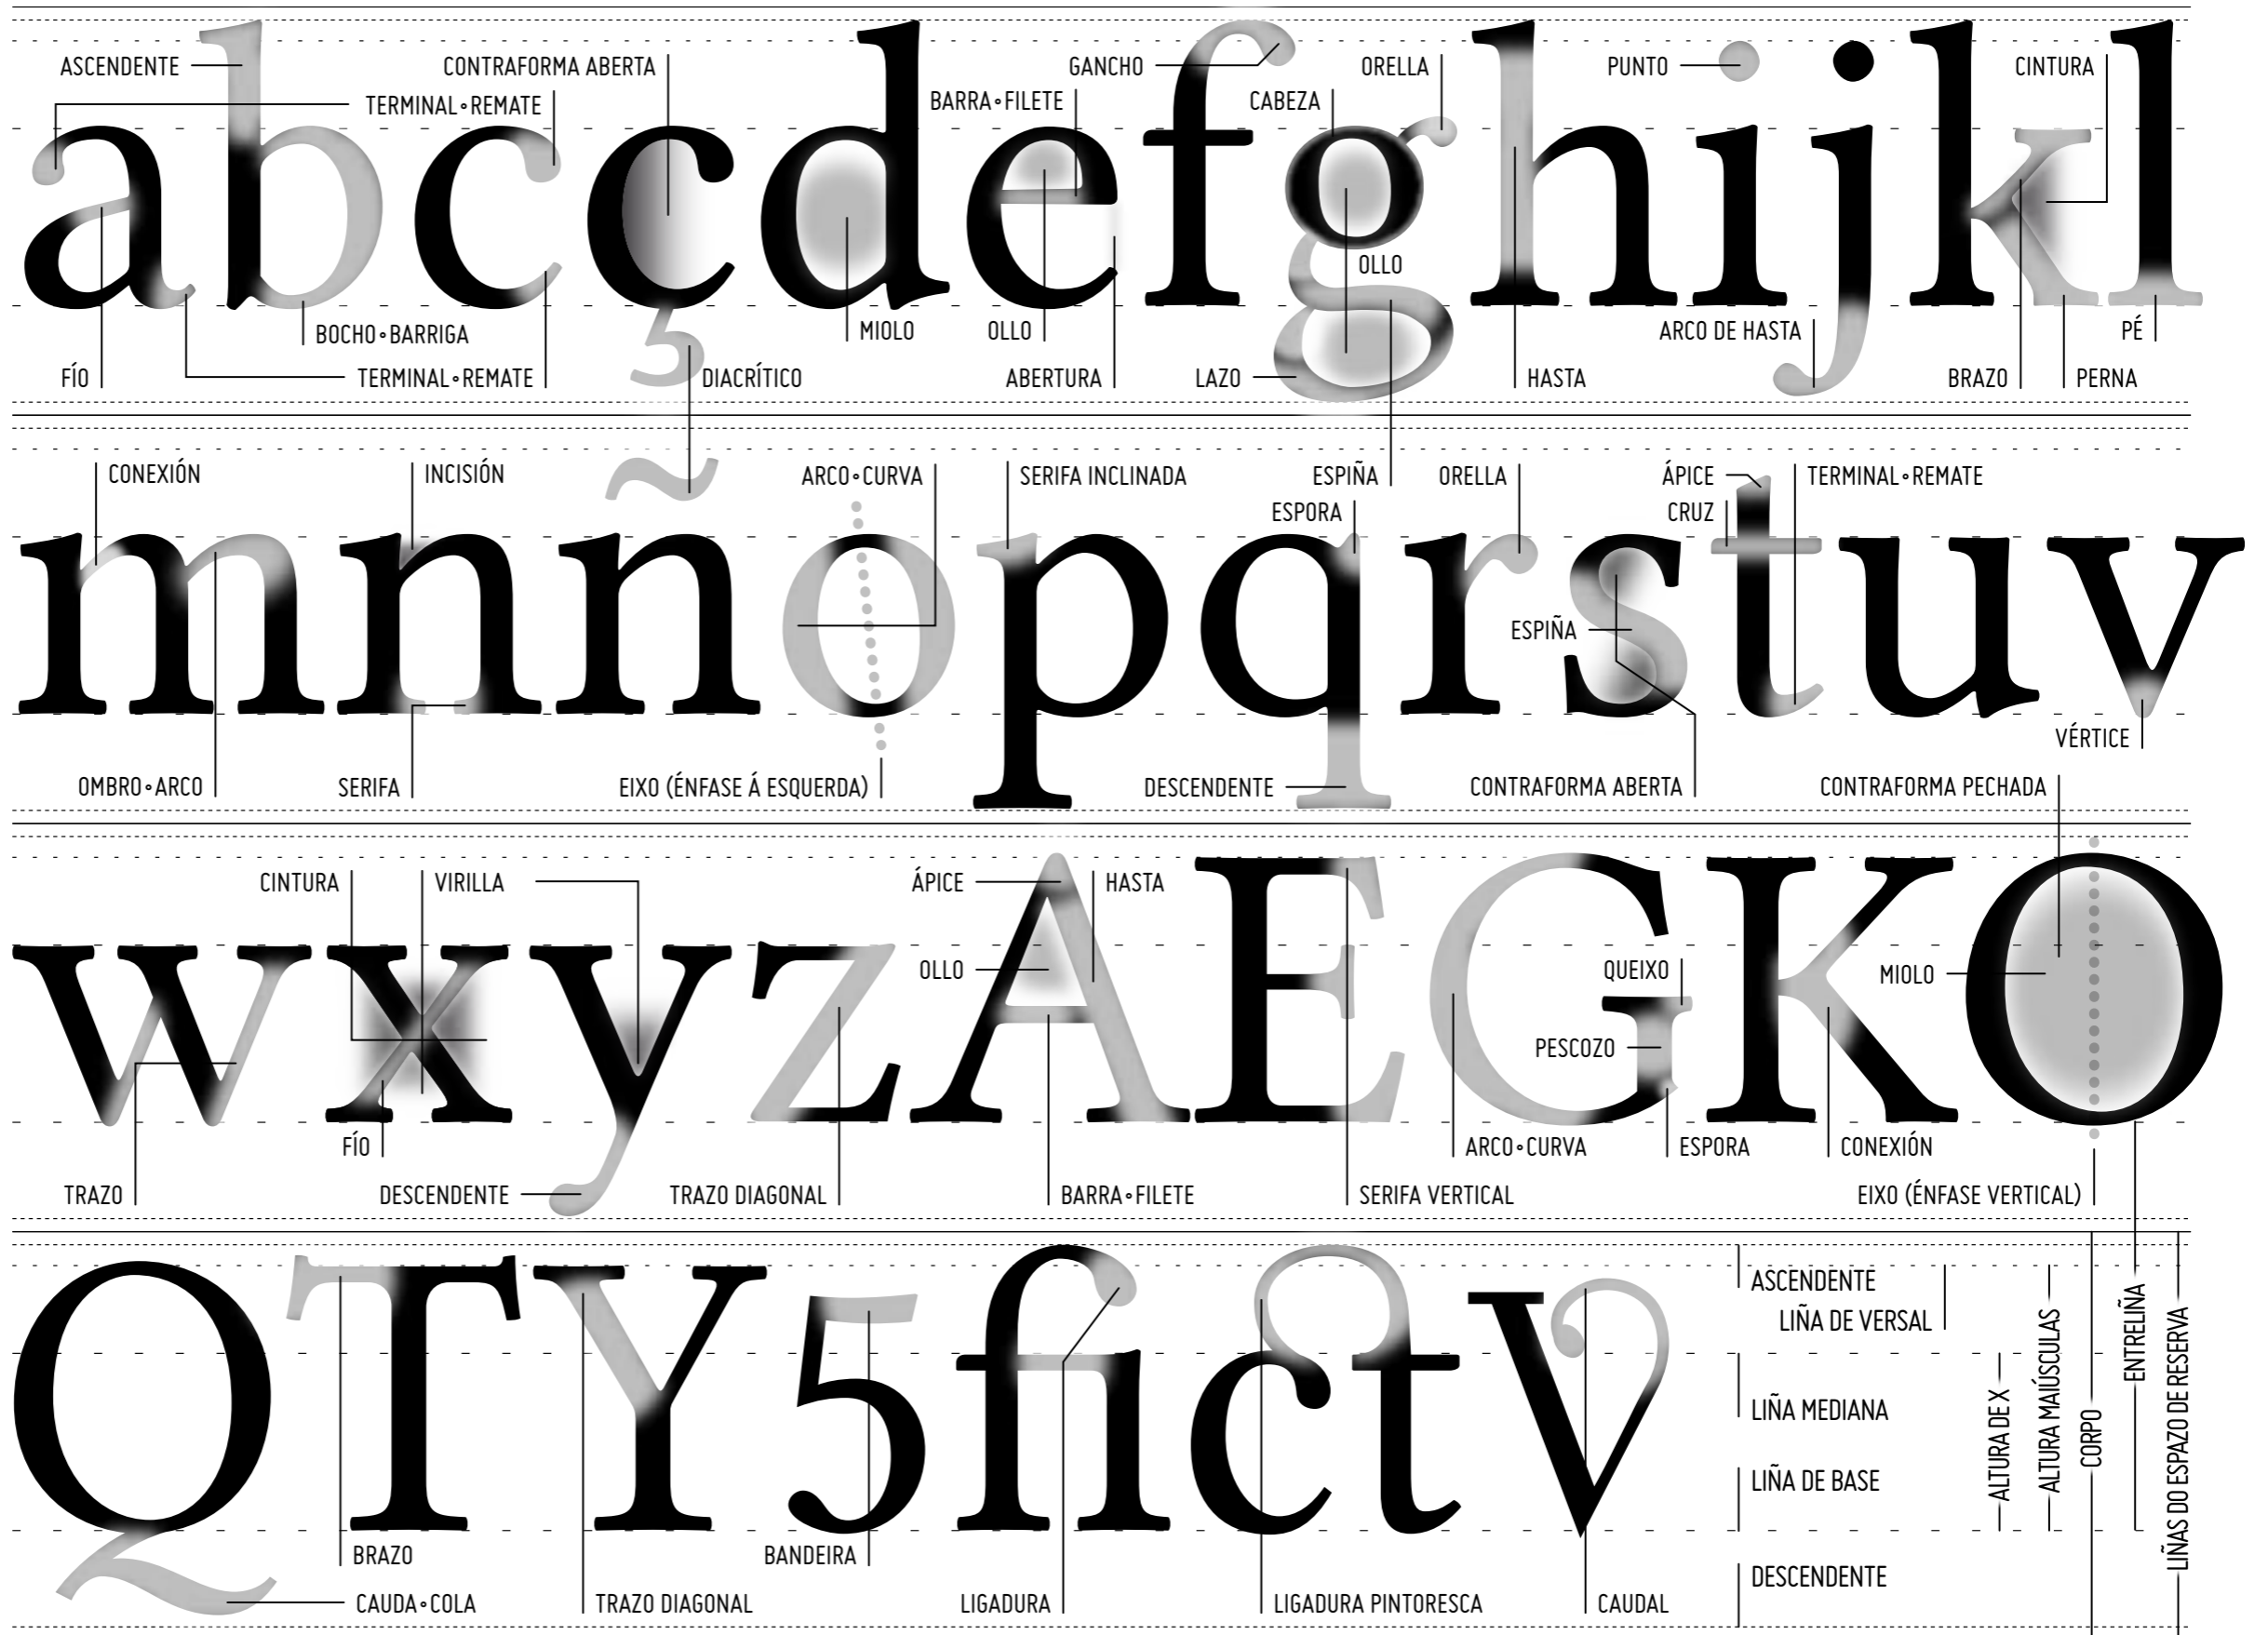 ASCENDENTE
CONTRAFORMA ABERTA
GANCHO
ORELLA
PUNTO
CINTURA
TERMINAL∘REMATE
BARRA∘FILETE
CABEZA
abcçdefghijkl
OLLO
BOCHO∘BARRIGA
MIOLO
OLLO
ARCO DE HASTA
PÉ
FÍO
TERMINAL∘REMATE
DIACRÍTICO
ABERTURA
LAZO
HASTA
BRAZO
PERNA
CONEXIÓN
INCISIÓN
ARCO∘CURVA
SERIFA INCLINADA
ESPIÑA
ORELLA
ÁPICE
TERMINAL∘REMATE
ESPORA
CRUZ
mnñopqrstuv
ESPIÑA
VÉRTICE
OMBRO∘ARCO
SERIFA
EIXO (ÉNFASE Á ESQUERDA)
DESCENDENTE
CONTRAFORMA ABERTA
CONTRAFORMA PECHADA
CINTURA
VIRILLA
ÁPICE
HASTA
wxyzAEGKO
OLLO
QUEIXO
MIOLO
PESCOZO
FÍO
ARCO∘CURVA
ESPORA
CONEXIÓN
TRAZO
DESCENDENTE
TRAZO DIAGONAL
BARRA∘FILETE
SERIFA VERTICAL
EIXO (ÉNFASE VERTICAL)
QTY5fictV
ASCENDENTE
LIÑA DE VERSAL
LIÑA MEDIANA
LIÑA DE BASE
DESCENDENTE
ALTURA DE X
ALTURA MAIÚSCULAS
CORPO
ENTRELIÑA
LIÑAS DO ESPAZO DE RESERVA
BRAZO
BANDEIRA
CAUDA∘COLA
TRAZO DIAGONAL
LIGADURA
LIGADURA PINTORESCA
CAUDAL